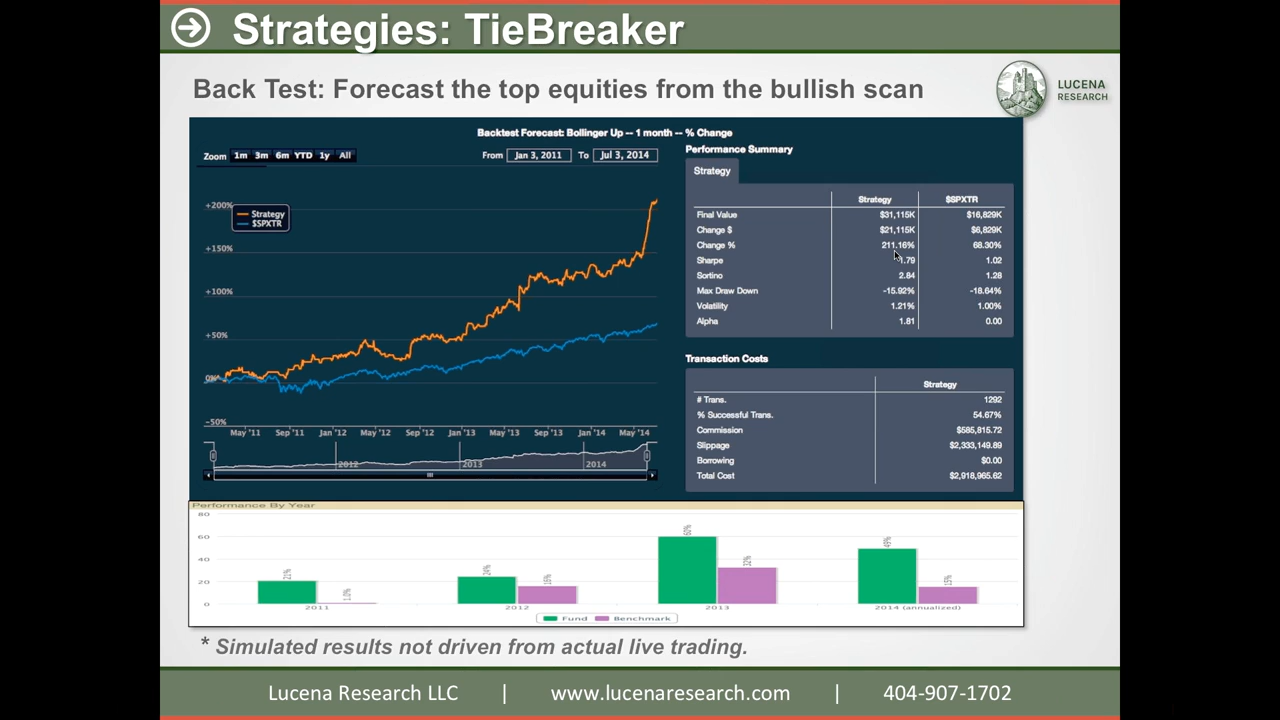 Strategies: TieBreaker
Back Test: Forecast the top equities from the bullish scan
LUCENA
RESEARCH
Backtest Forecast: Bollinger Up -- 1 month -- % Change
Zoom 1m 3m 6m YTD 1y All
From Jan 3, 2011 To Jul 3, 2014
+200%
+150%
+100%
+50%
0%
-50%
Strategy
$SPXTR
May '11 Sep '11 Jan '12 May '12 Sep '12 Jan '13 May '13 Sep '13 Jan '14 May '14
2012 2013 2014
Performance Summary
Strategy
Strategy $SPXTR
Final Value $31,115K $16,829K
Change $ $21,115K $6,829K
Change % 211.16% 68.30%
Sharpe 1.79 1.02
Sortino 2.84 1.28
Max Draw Down -15.92% -18.64%
Volatility 1.21% 1.00%
Alpha 1.81 0.00
Transaction Costs
Strategy
# Trans. 1292
% Successful Trans. 54.67%
Commission $585,815.72
Slippage $2,333,149.89
Borrowing $0.00
Total Cost $2,918,965.62
Performance By Year
80
60
40
20
0
21% 1.0% 24% 16% 60% 32% 49% 15%
2011 2012 2013 2014 (annualized)
Fund Benchmark
* Simulated results not driven from actual live trading.
Lucena Research LLC | www.lucenaresearch.com | 404-907-1702